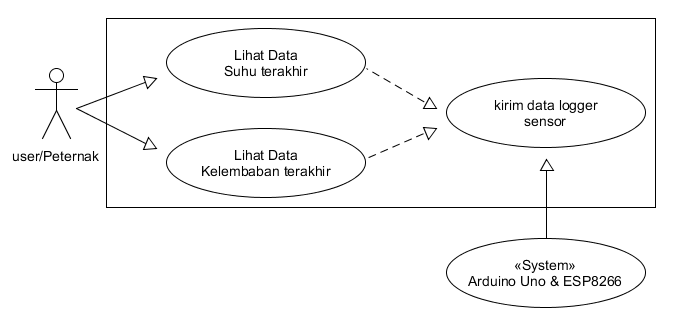 Lihat Data
Suhu terakhir
kirim data logger
sensor
user/Peternak
Lihat Data
Kelembaban terakhir
«System»
Arduino Uno & ESP8266